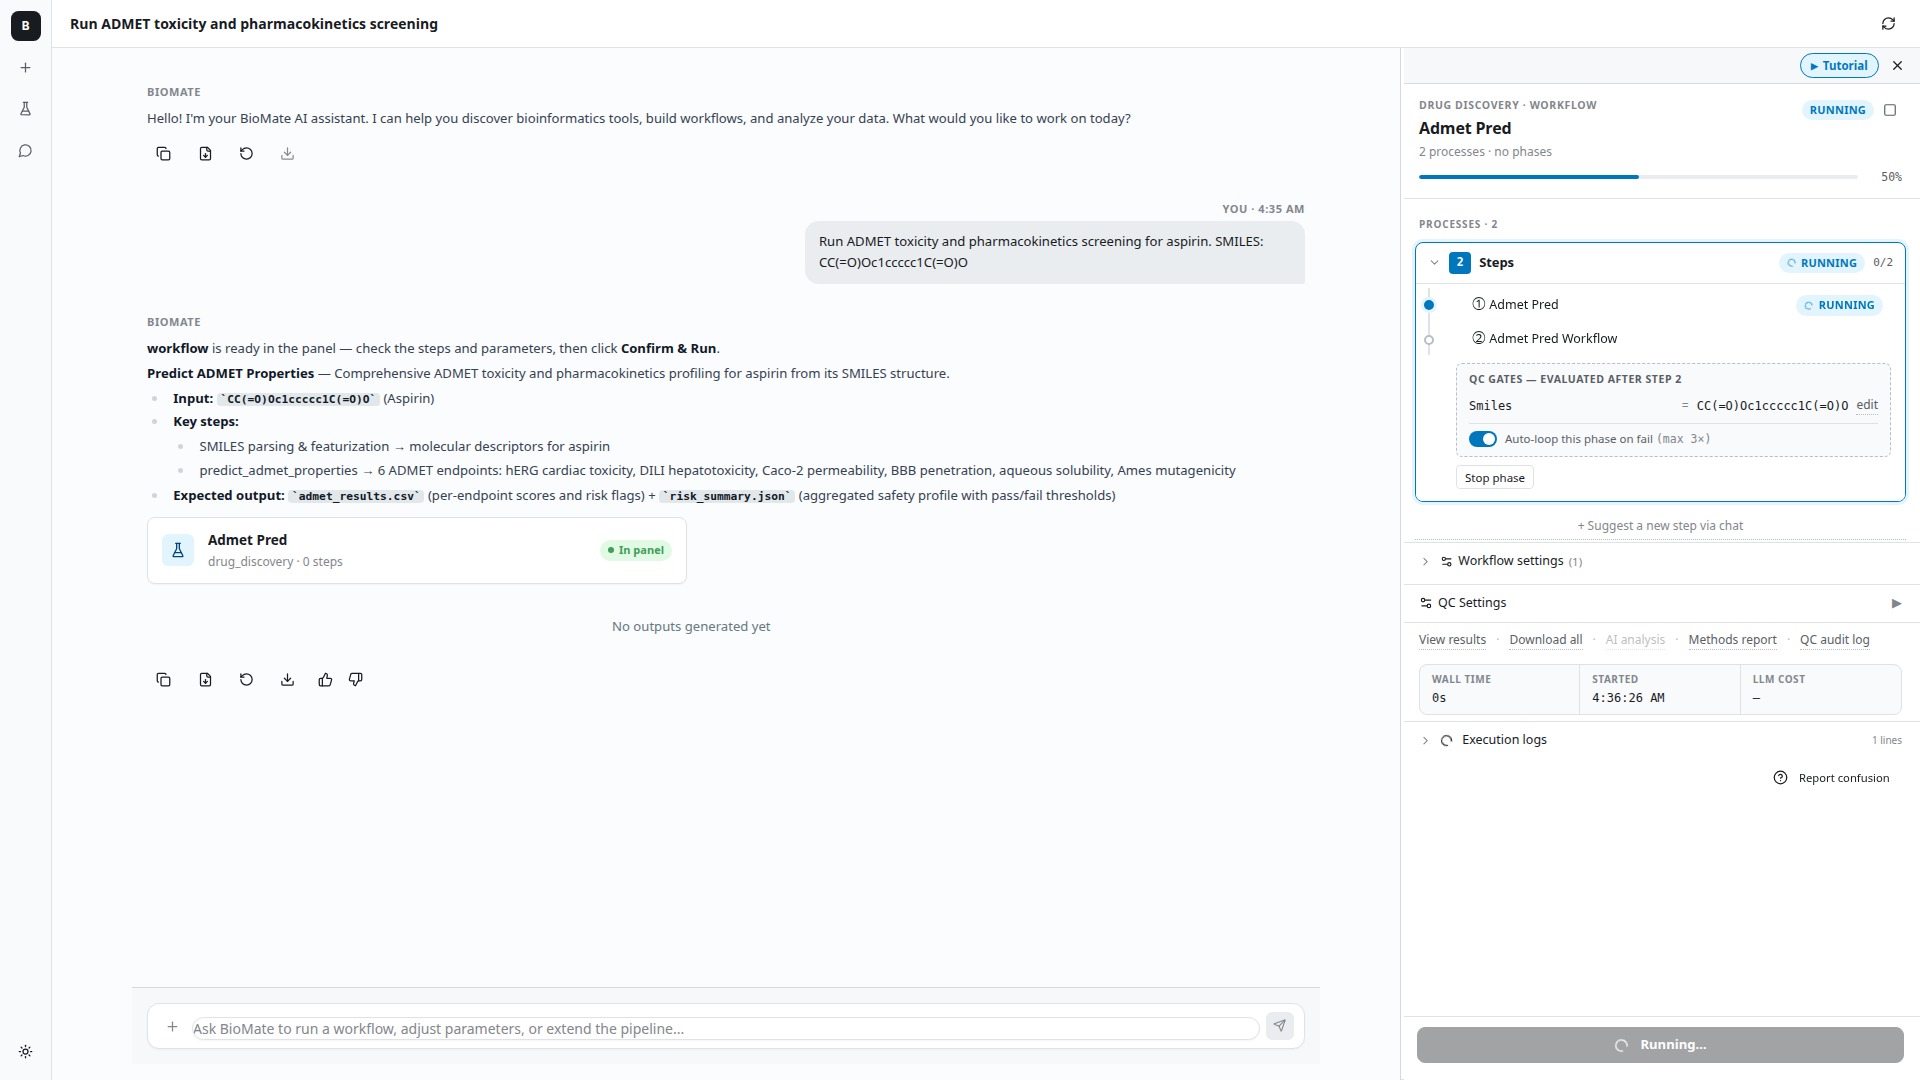 B
Run ADMET toxicity and pharmacokinetics screening
BIOMATE
Hello! I'm your BioMate AI assistant. I can help you discover bioinformatics tools, build workflows, and analyze your data. What would you like to work on today?
YOU · 4:35 AM
Run ADMET toxicity and pharmacokinetics screening for aspirin. SMILES:
CC(=O)Oc1ccccc1C(=O)O
BIOMATE
workflow is ready in the panel — check the steps and parameters, then click Confirm & Run.
Predict ADMET Properties — Comprehensive ADMET toxicity and pharmacokinetics profiling for aspirin from its SMILES structure.
Input: `CC(=O)Oc1ccccc1C(=O)O` (Aspirin)
Key steps:
SMILES parsing & featurization → molecular descriptors for aspirin
predict_admet_properties → 6 ADMET endpoints: hERG cardiac toxicity, DILI hepatotoxicity, Caco-2 permeability, BBB penetration, aqueous solubility, Ames mutagenicity
Expected output: `admet_results.csv` (per-endpoint scores and risk flags) + `risk_summary.json` (aggregated safety profile with pass/fail thresholds)
Admet Pred
drug_discovery · 0 steps
In panel
No outputs generated yet
Ask BioMate to run a workflow, adjust parameters, or extend the pipeline...
▶ Tutorial
DRUG DISCOVERY · WORKFLOW
RUNNING
Admet Pred
2 processes · no phases
50%
PROCESSES · 2
2 Steps RUNNING 0/2
① Admet Pred RUNNING
② Admet Pred Workflow
QC GATES — EVALUATED AFTER STEP 2
Smiles = CC(=O)Oc1ccccc1C(=O)O edit
Auto-loop this phase on fail (max 3×)
Stop phase
+ Suggest a new step via chat
Workflow settings (1)
QC Settings ▶
View results · Download all · AI analysis · Methods report · QC audit log
WALL TIME STARTED LLM COST
0s 4:36:26 AM —
Execution logs 1 lines
Report confusion
Running...